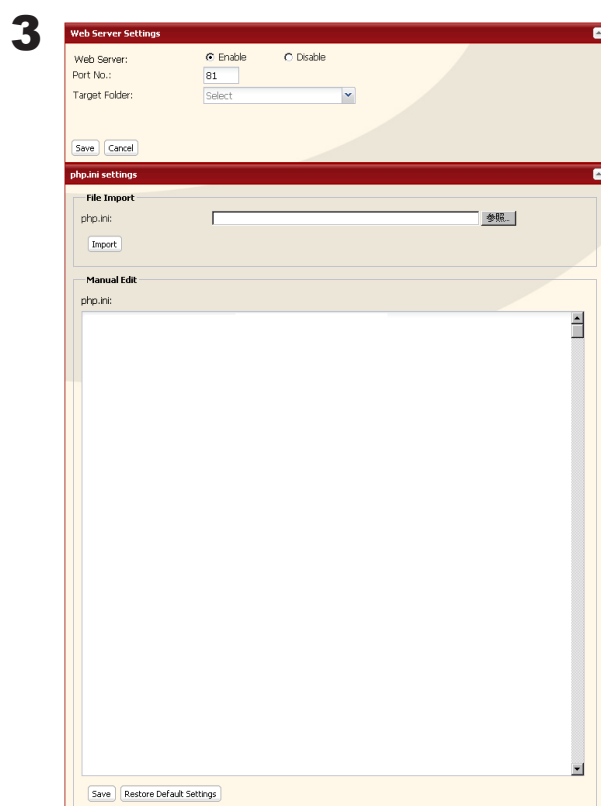 3
Web Server Settings
Web Server: Enable Disable
Port No.: 81
Target Folder: Select
Save Cancel
php.ini settings
File Import
php.ini: 参照...
Import
Manual Edit
php.ini:
Save Restore Default Settings